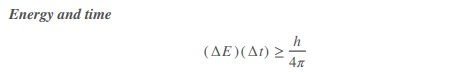 Energy and time
(ΔE)(Δt) ≥ h/4π